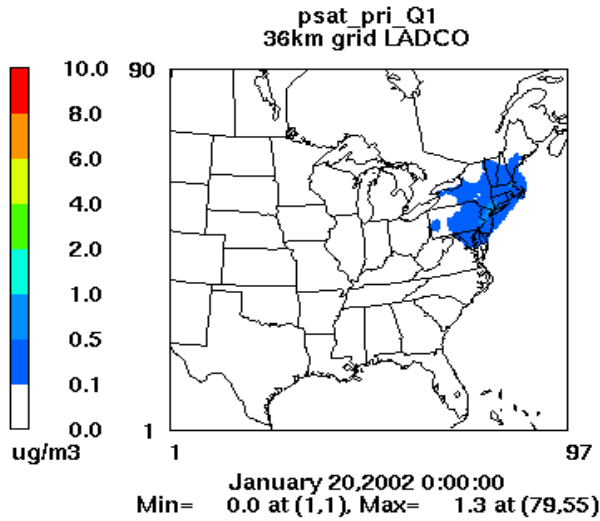 psat_pri_Q1
36km grid LADCO
10.0
8.0
6.0
4.0
2.0
1.0
0.5
0.1
0.0
ug/m3
90
1
1
97
January 20,2002 0:00:00
Min= 0.0 at (1,1), Max= 1.3 at (79,55)